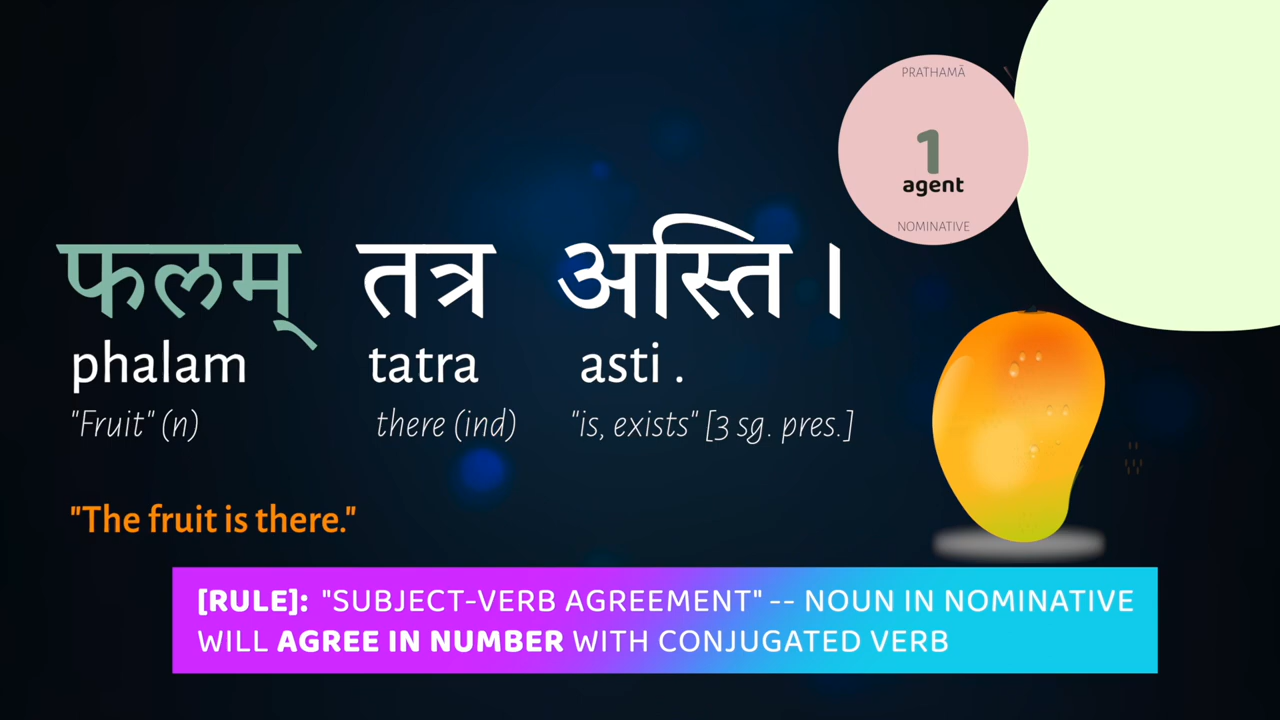 PRATHAMĀ
1
agent
NOMINATIVE
फलम् तत्र अस्ति ।
phalam tatra asti .
"Fruit" (n) there (ind) "is, exists" [3 sg. pres.]
"The fruit is there."
[RULE]: "SUBJECT-VERB AGREEMENT" -- NOUN IN NOMINATIVE
WILL AGREE IN NUMBER WITH CONJUGATED VERB